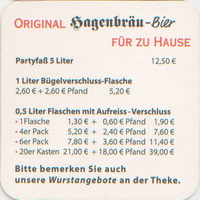 ORIGINAL Hagenbräu-Bier
FÜR ZU HAUSE
Partyfaß 5 Liter 12,50 €
1 Liter Bügelverschluss-Flasche
2,60 € + 2,60 € Pfand 5,20 €
0,5 Liter Flaschen mit Aufreiss-Verschluss
• 1Flasche 1,30 € + 0,60 € Pfand 1,90 €
• 4er Pack 5,20 € + 2,40 € Pfand 7,60 €
• 6er Pack 7,80 € + 3,60 € Pfand 11,40 €
• 20er Kasten 21,00 € + 18,00 € Pfand 39,00 €
Bitte bemerken Sie auch
unsere Wurstangebote an der Theke.